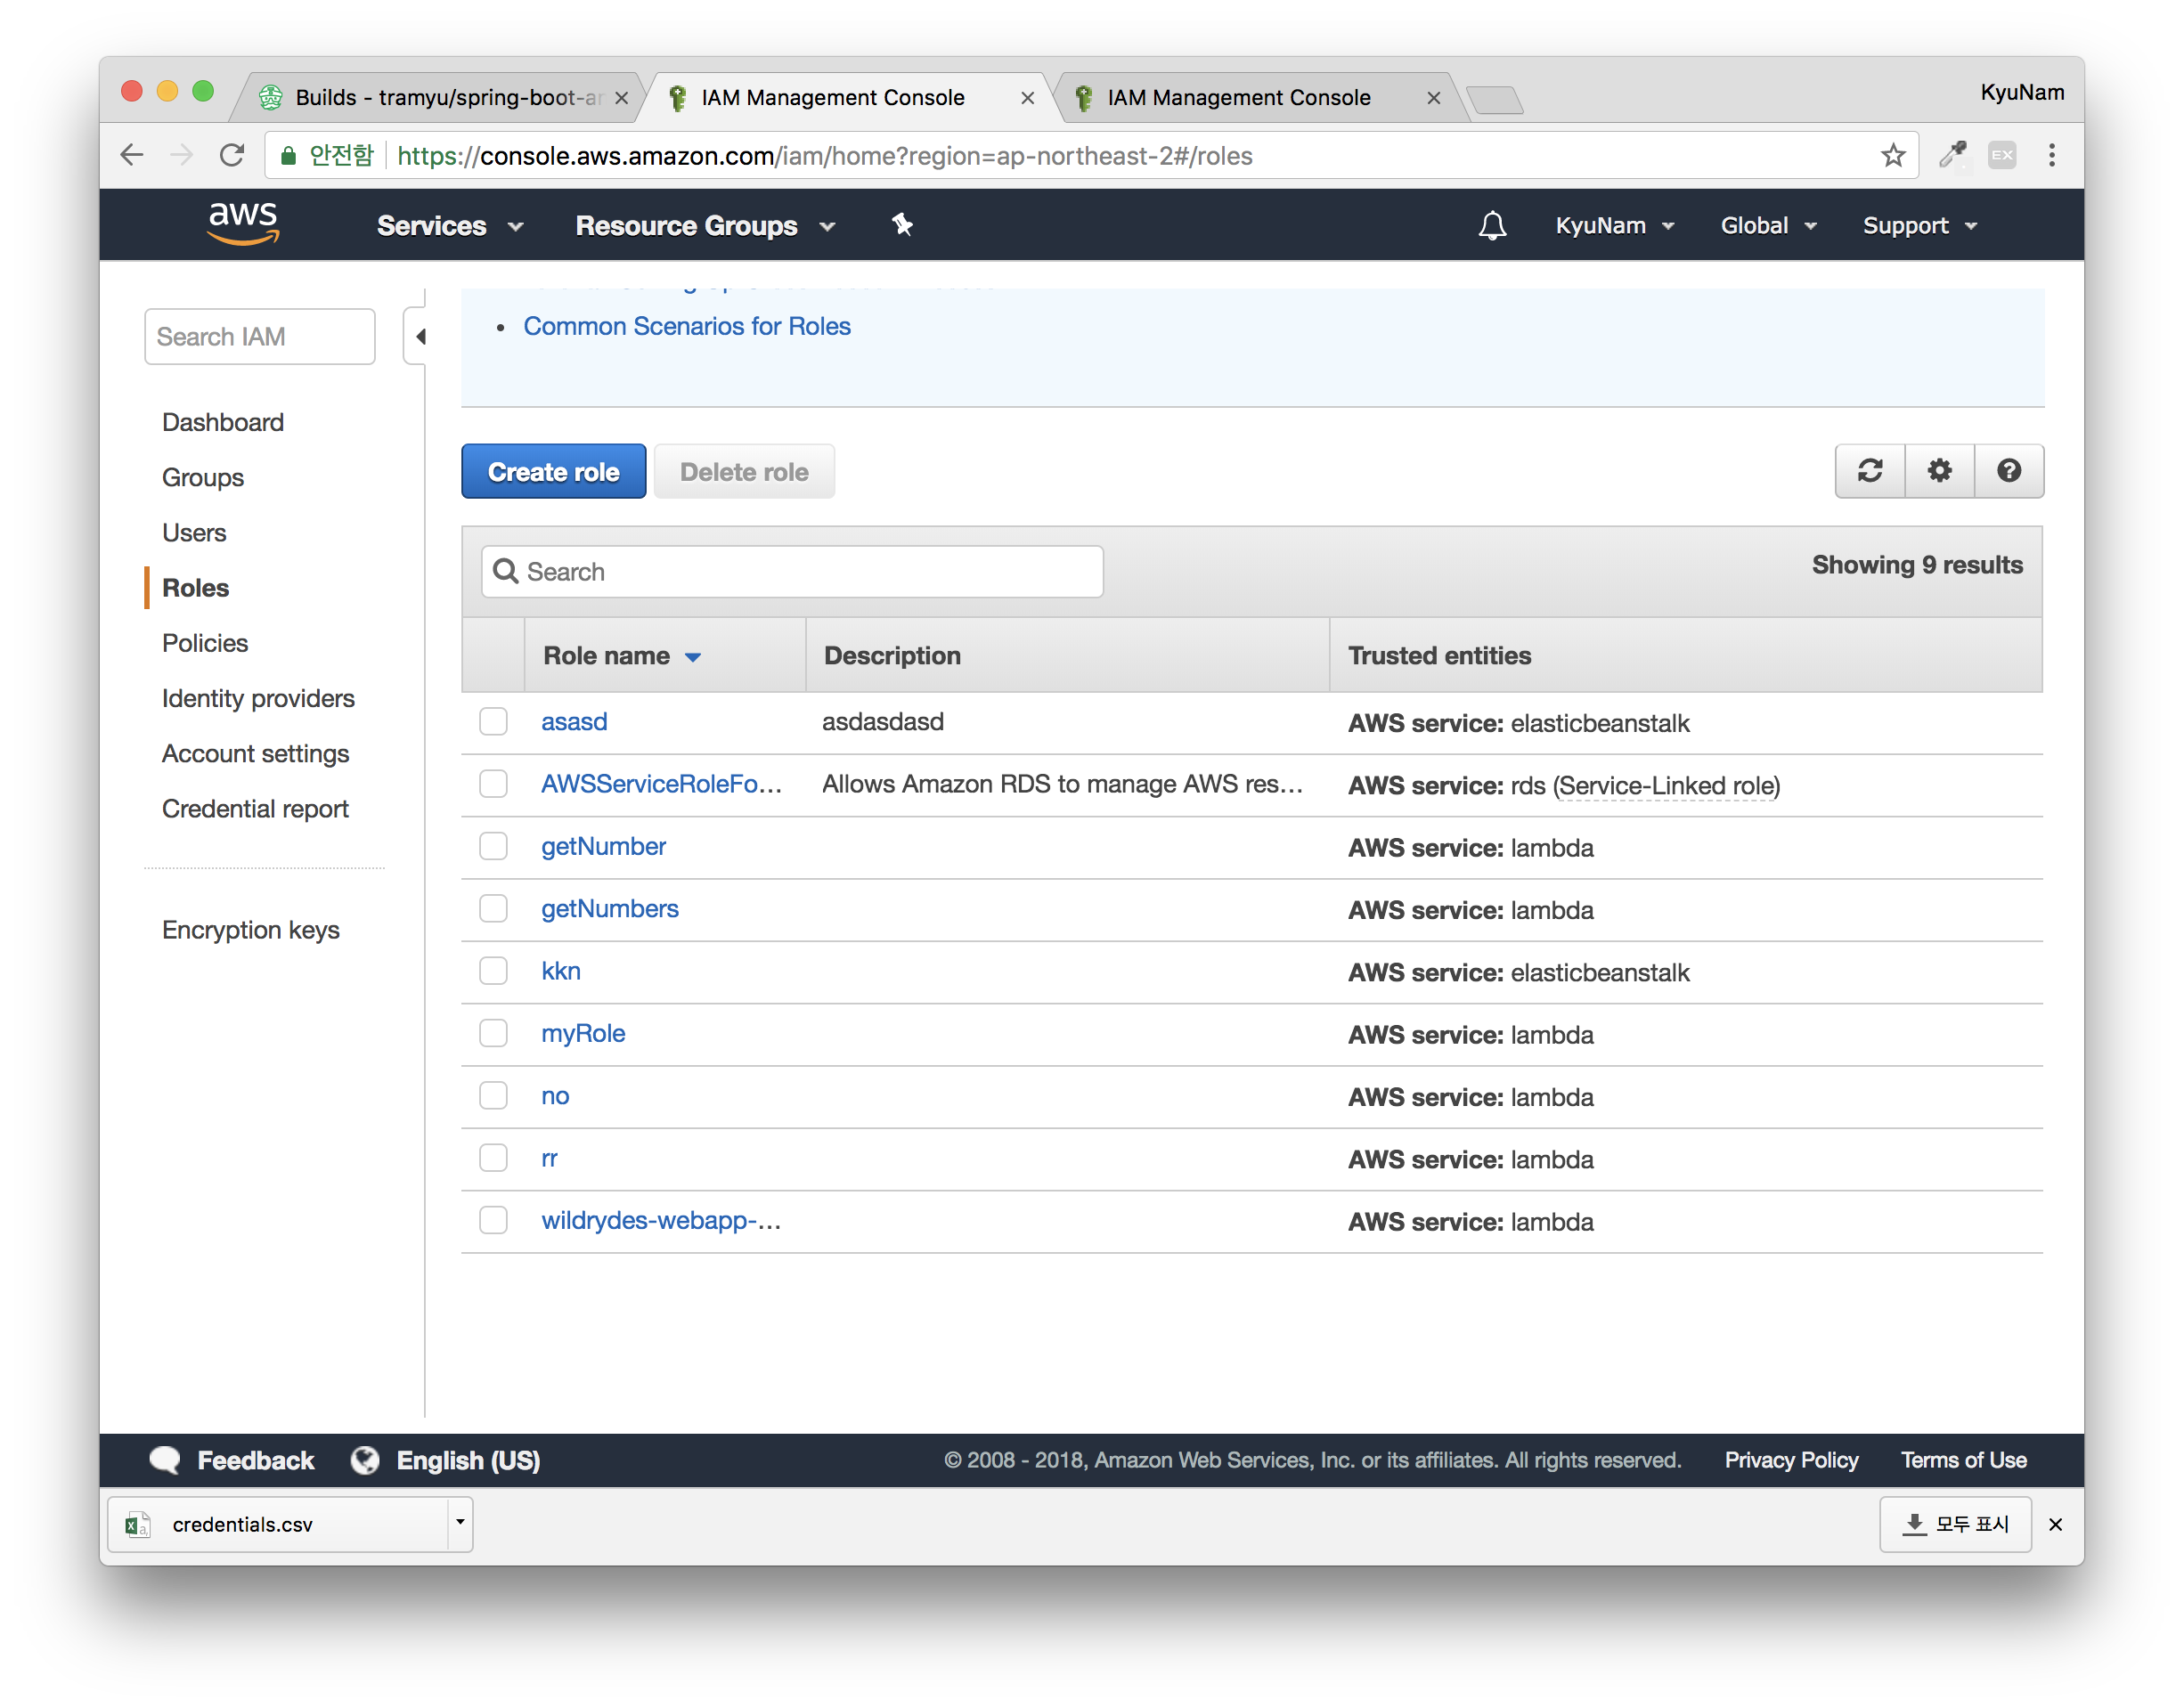 Builds - tramyu/spring-boot-ar
IAM Management Console
IAM Management Console
KyuNam
안전함
https://console.aws.amazon.com/iam/home?region=ap-northeast-2#/roles
EX
aws
Services
Resource Groups
KyuNam
Global
Support
Search IAM
Common Scenarios for Roles
Dashboard
Groups
Users
Roles
Policies
Identity providers
Account settings
Credential report
Encryption keys
Create role
Delete role
Search
Showing 9 results
Role name Description Trusted entities
asasd asdasdasd AWS service: elasticbeanstalk
AWSServiceRoleFo... Allows Amazon RDS to manage AWS res... AWS service: rds (Service-Linked role)
getNumber AWS service: lambda
getNumbers AWS service: lambda
kkn AWS service: elasticbeanstalk
myRole AWS service: lambda
no AWS service: lambda
rr AWS service: lambda
wildrydes-webapp-... AWS service: lambda
Feedback
English (US)
© 2008 - 2018, Amazon Web Services, Inc. or its affiliates. All rights reserved.
Privacy Policy
Terms of Use
credentials.csv
모두 표시